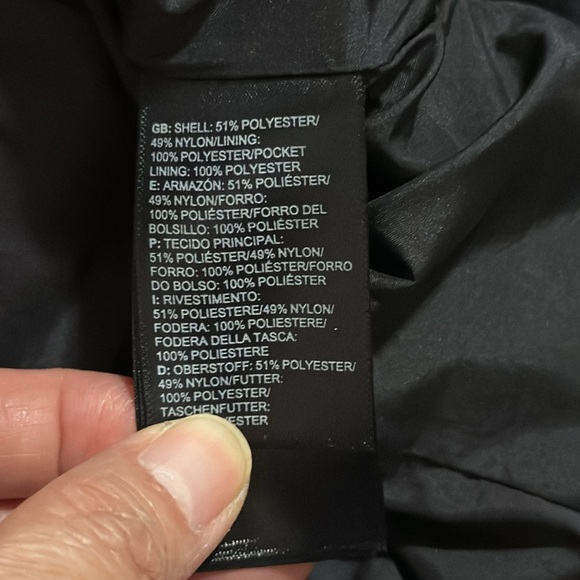 GB: SHELL: 51% POLYESTER/
49% NYLON/LINING:
100% POLYESTER/POCKET
LINING: 100% POLYESTER
E: ARMAZÓN: 51% POLIÉSTER/
49% NYLON/FORRO:
100% POLIÉSTER/FORRO DEL
BOLSILLO: 100% POLIÉSTER
P: TECIDO PRINCIPAL:
51% POLIÉSTER/49% NYLON/
FORRO: 100% POLIÉSTER/FORRO
DO BOLSO: 100% POLIÉSTER
I: RIVESTIMENTO:
51% POLIESTERE/49% NYLON/
FODERA: 100% POLIESTERE/
FODERA DELLA TASCA:
100% POLIESTERE
D: OBERSTOFF: 51% POLYESTER/
49% NYLON/FUTTER:
100% POLYESTER/
TASCHENFUTTER: